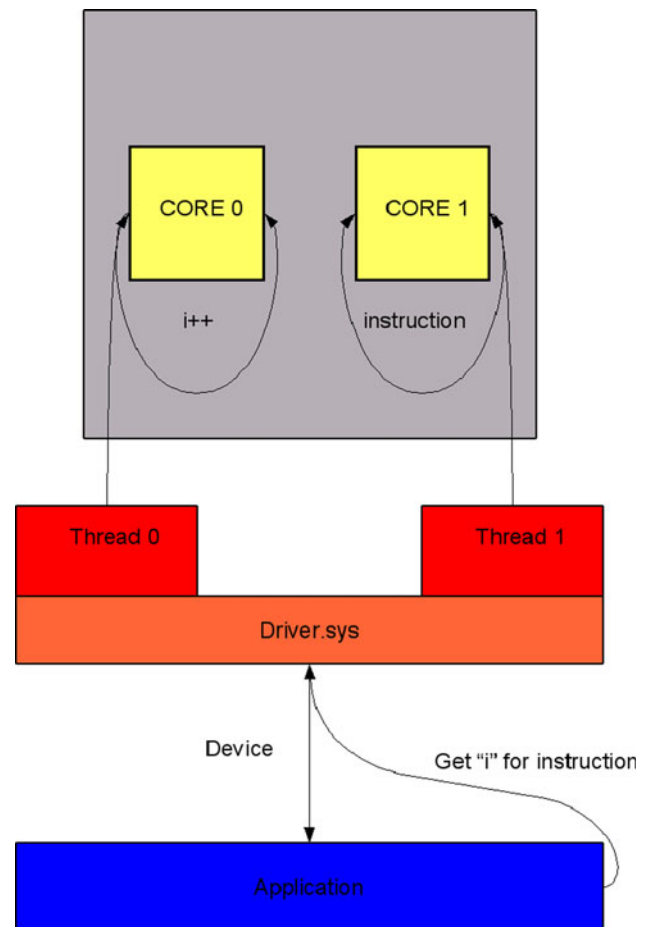 CORE 0
CORE 1
i++
instruction
Thread 0
Thread 1
Driver.sys
Device
Get “i” for instruction
Application